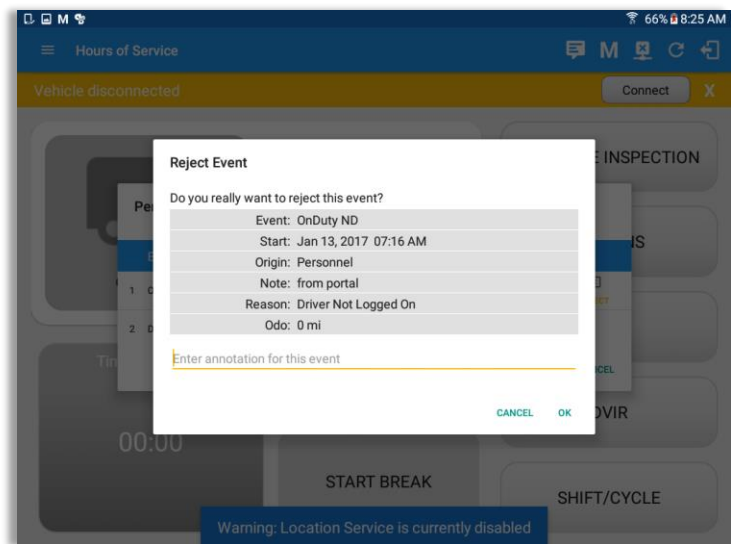 66% 8:25 AM
Hours of Service
M
Vehicle disconnected
Connect
X
INSPECTION
Reject Event
Do you really want to reject this event?
Event: OnDuty ND
Start: Jan 13, 2017 07:16 AM
Origin: Personnel
Note: from portal
Reason: Driver Not Logged On
Odo: 0 mi
Enter annotation for this event
CANCEL OK
1
2
00:00
START BREAK
SHIFT/CYCLE
Warning: Location Service is currently disabled